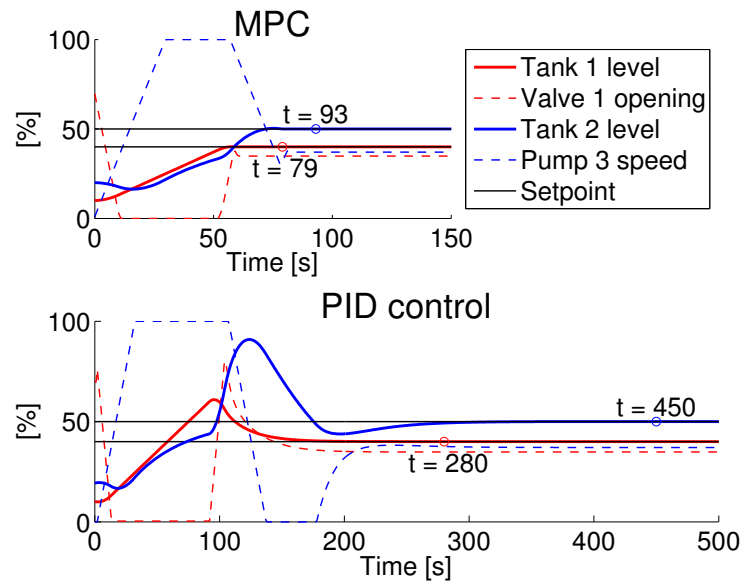 MPC
100
50
0
[%]
t = 93
t = 79
0
50
100
150
Time [s]
Tank 1 level
Valve 1 opening
Tank 2 level
Pump 3 speed
Setpoint
PID control
100
50
0
[%]
t = 450
t = 280
0
100
200
300
400
500
Time [s]